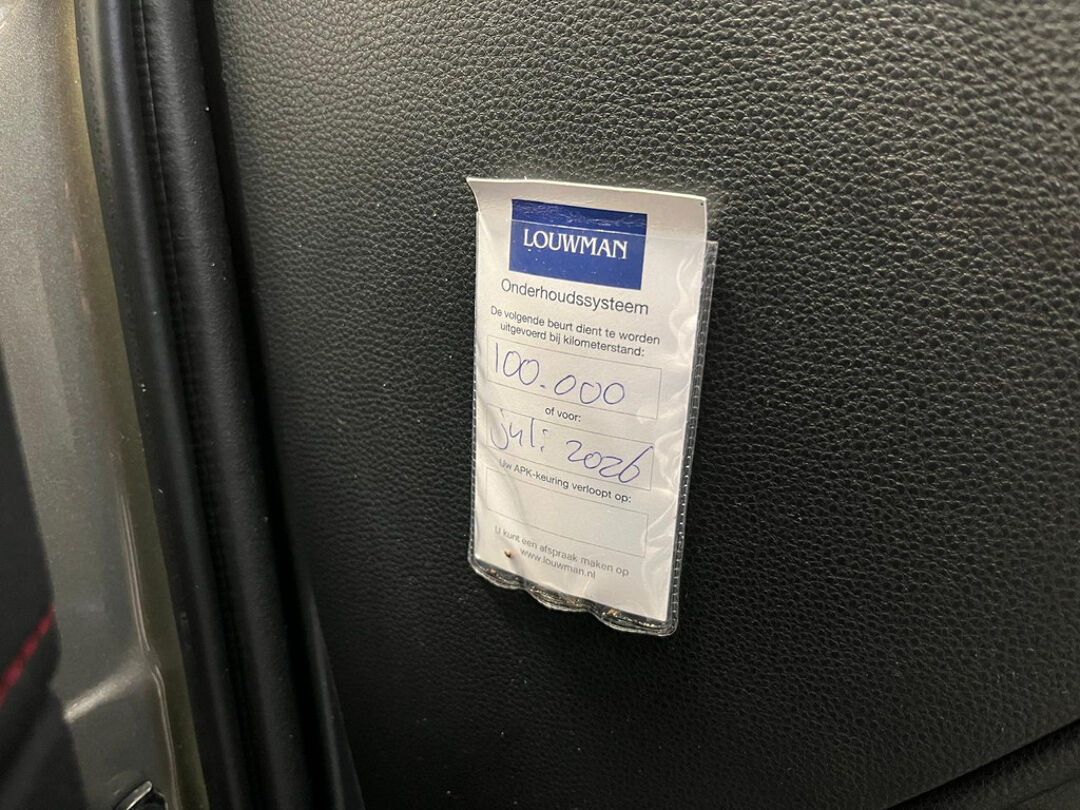 LOUWMAN
Onderhoudssysteem
De volgende beurt dient te worden
uitgevoerd bij kilometerstand:
100.000
of voor:
juli 2026
Uw APK-keuring verloopt op:
U kunt een afspraak maken op
www.louwman.nl